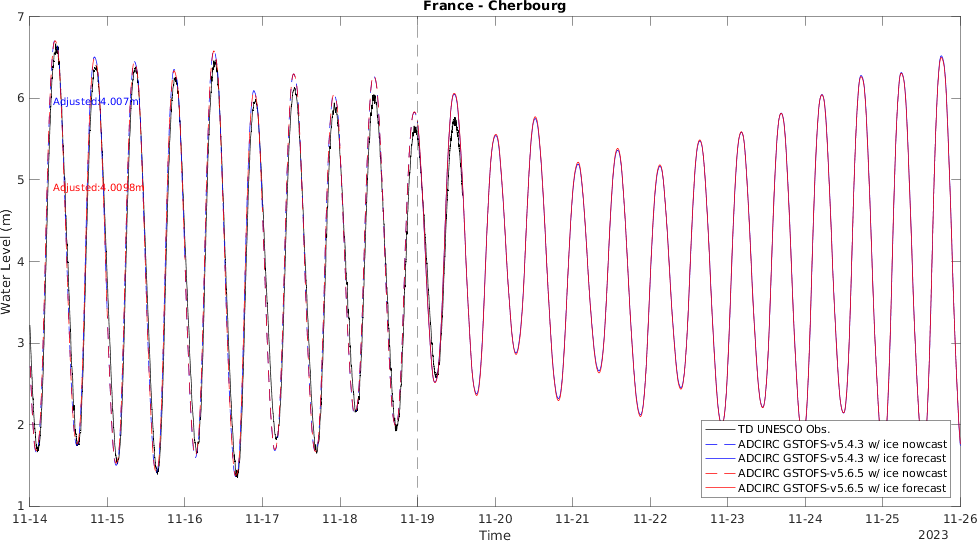 France - Cherbourg
7
6
5
4
3
2
1
Water Level (m)
Adjusted:4.007m
Adjusted:4.0098m
TD UNESCO Obs.
ADCIRC GSTOFS-v5.4.3 w/ ice nowcast
ADCIRC GSTOFS-v5.4.3 w/ ice forecast
ADCIRC GSTOFS-v5.6.5 w/ ice nowcast
ADCIRC GSTOFS-v5.6.5 w/ ice forecast
11-14 11-15 11-16 11-17 11-18 11-19 11-20 11-21 11-22 11-23 11-24 11-25 11-26
Time
2023